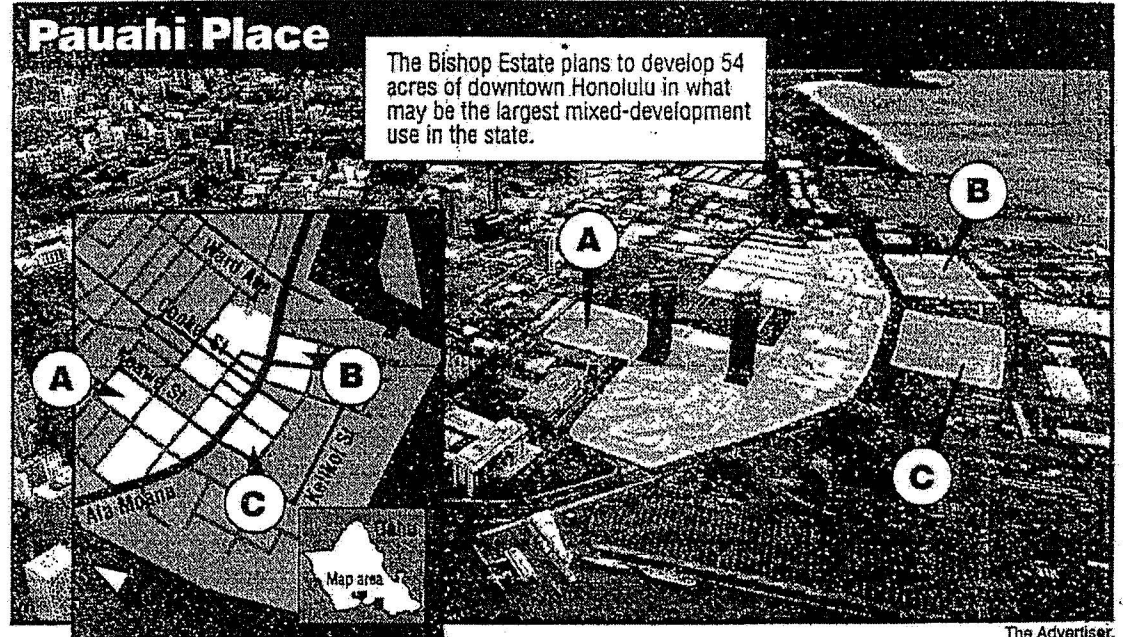 Pauahi Place
The Bishop Estate plans to develop 54
acres of downtown Honolulu in what
may be the largest mixed-development
use in the state.
B
A
Ward Ave
A
B
C
C
Ala Moana
Oahu
Map area
The Advertiser